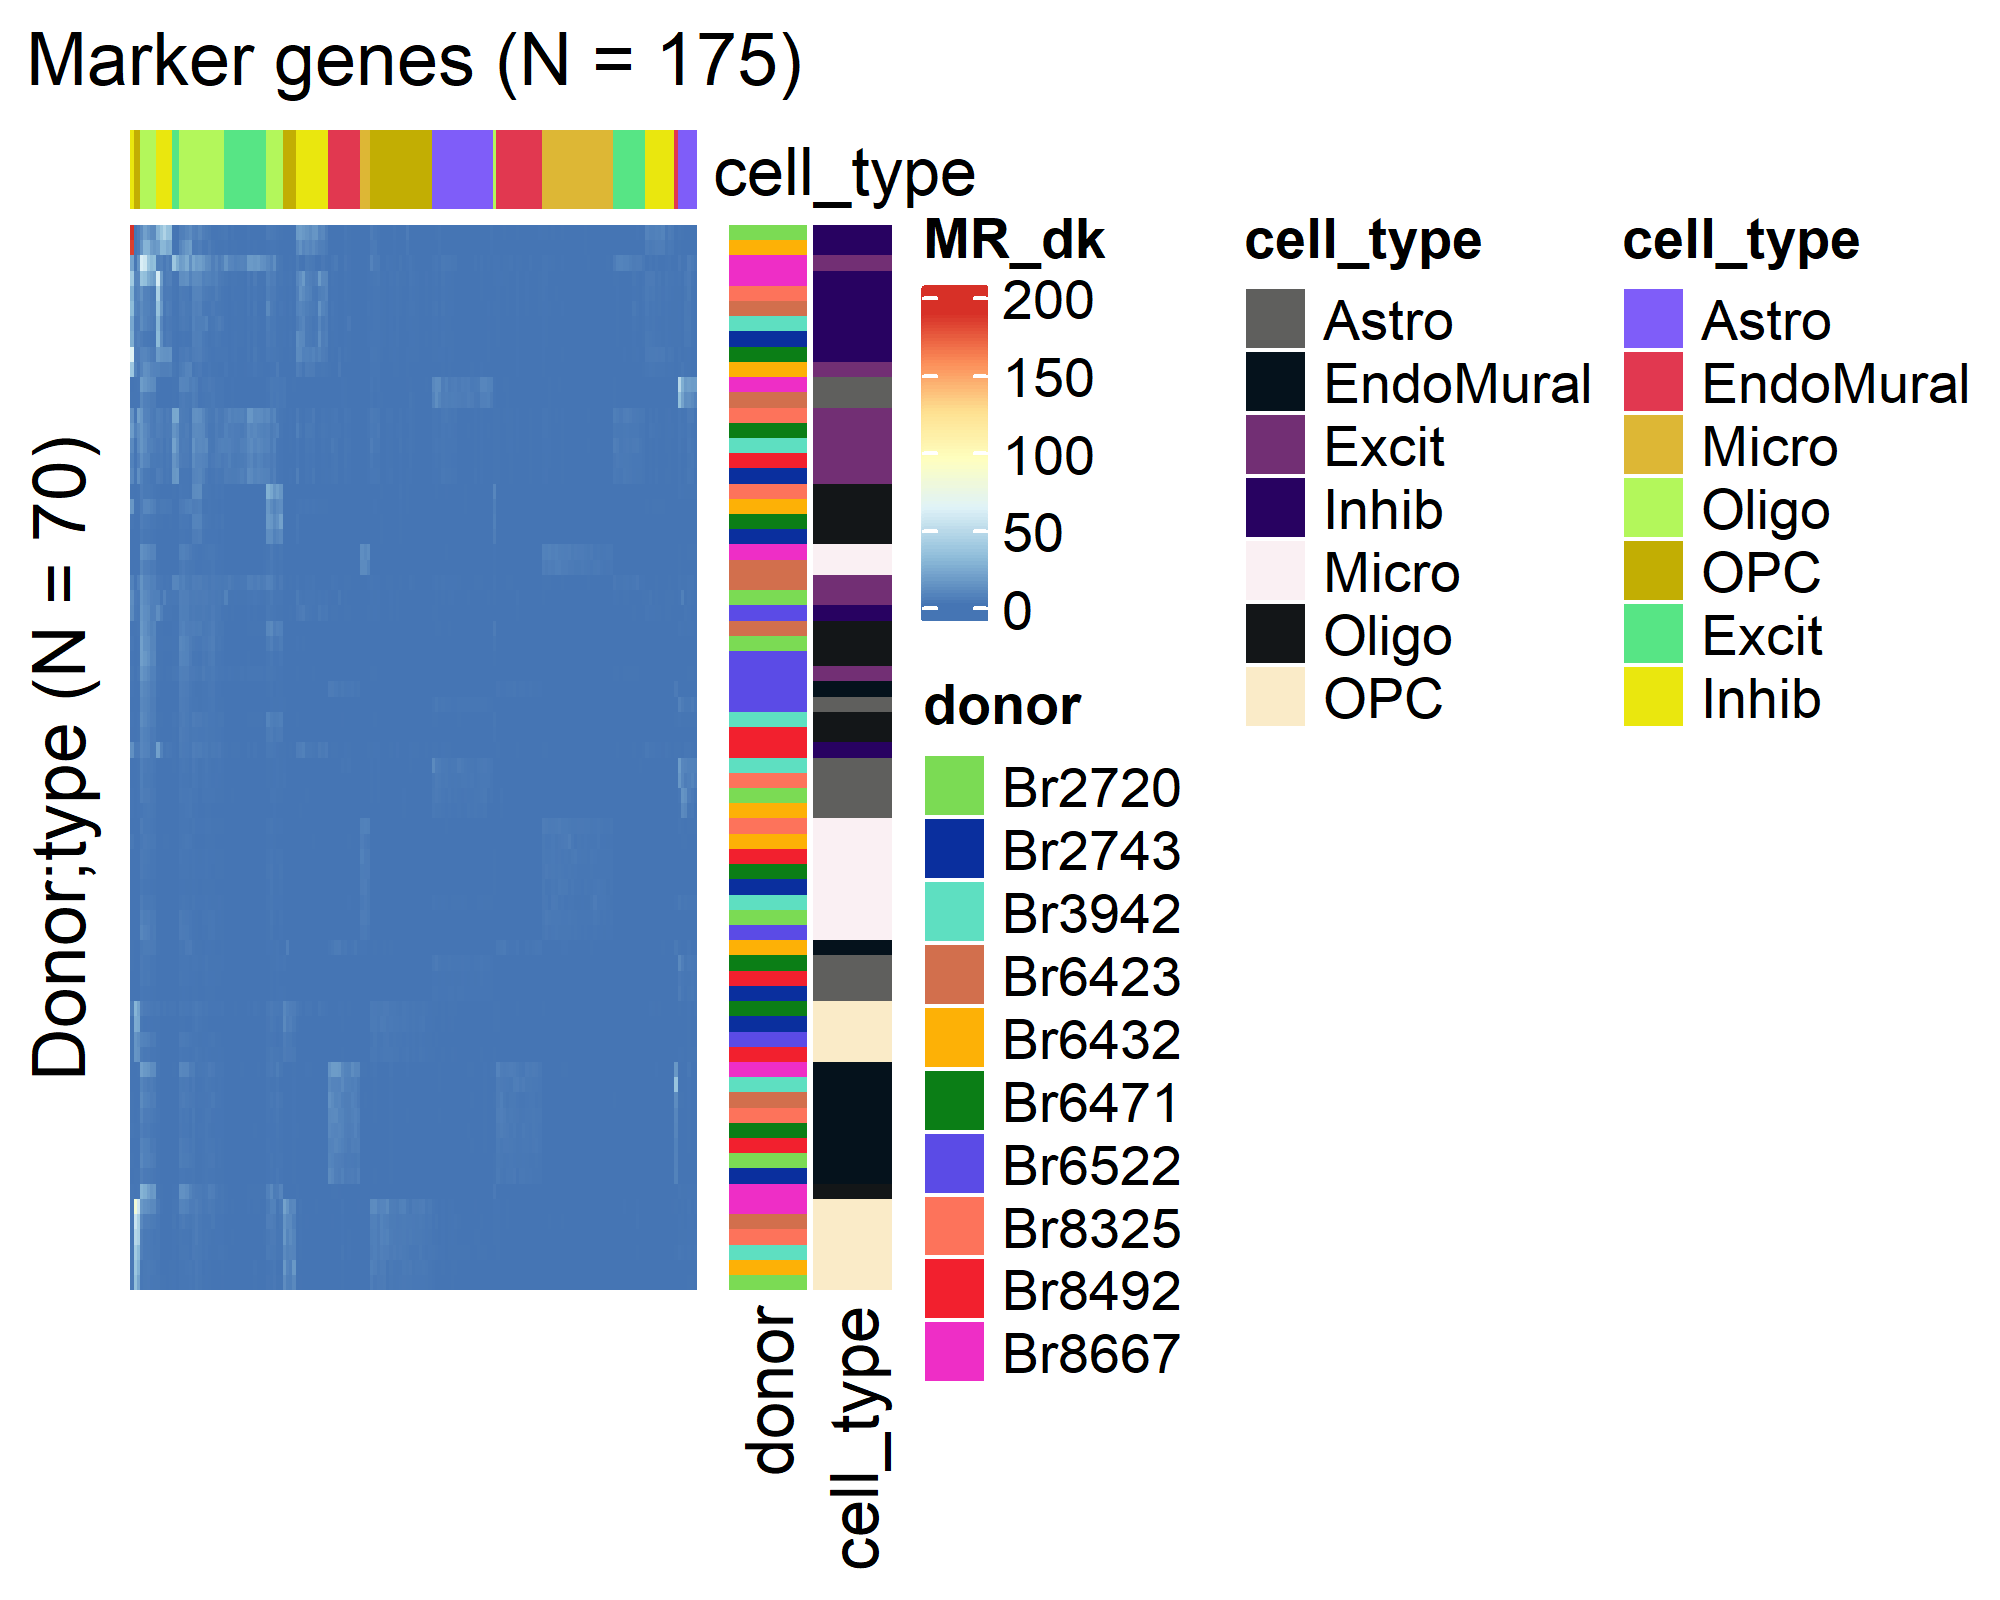 Marker genes (N = 175)
cell_type
Donor;type (N = 70)
donor
cell_type
MR_dk
200
150
100
50
0
donor
Br2720
Br2743
Br3942
Br6423
Br6432
Br6471
Br6522
Br8325
Br8492
Br8667
cell_type
Astro
EndoMural
Excit
Inhib
Micro
Oligo
OPC
cell_type
Astro
EndoMural
Micro
Oligo
OPC
Excit
Inhib